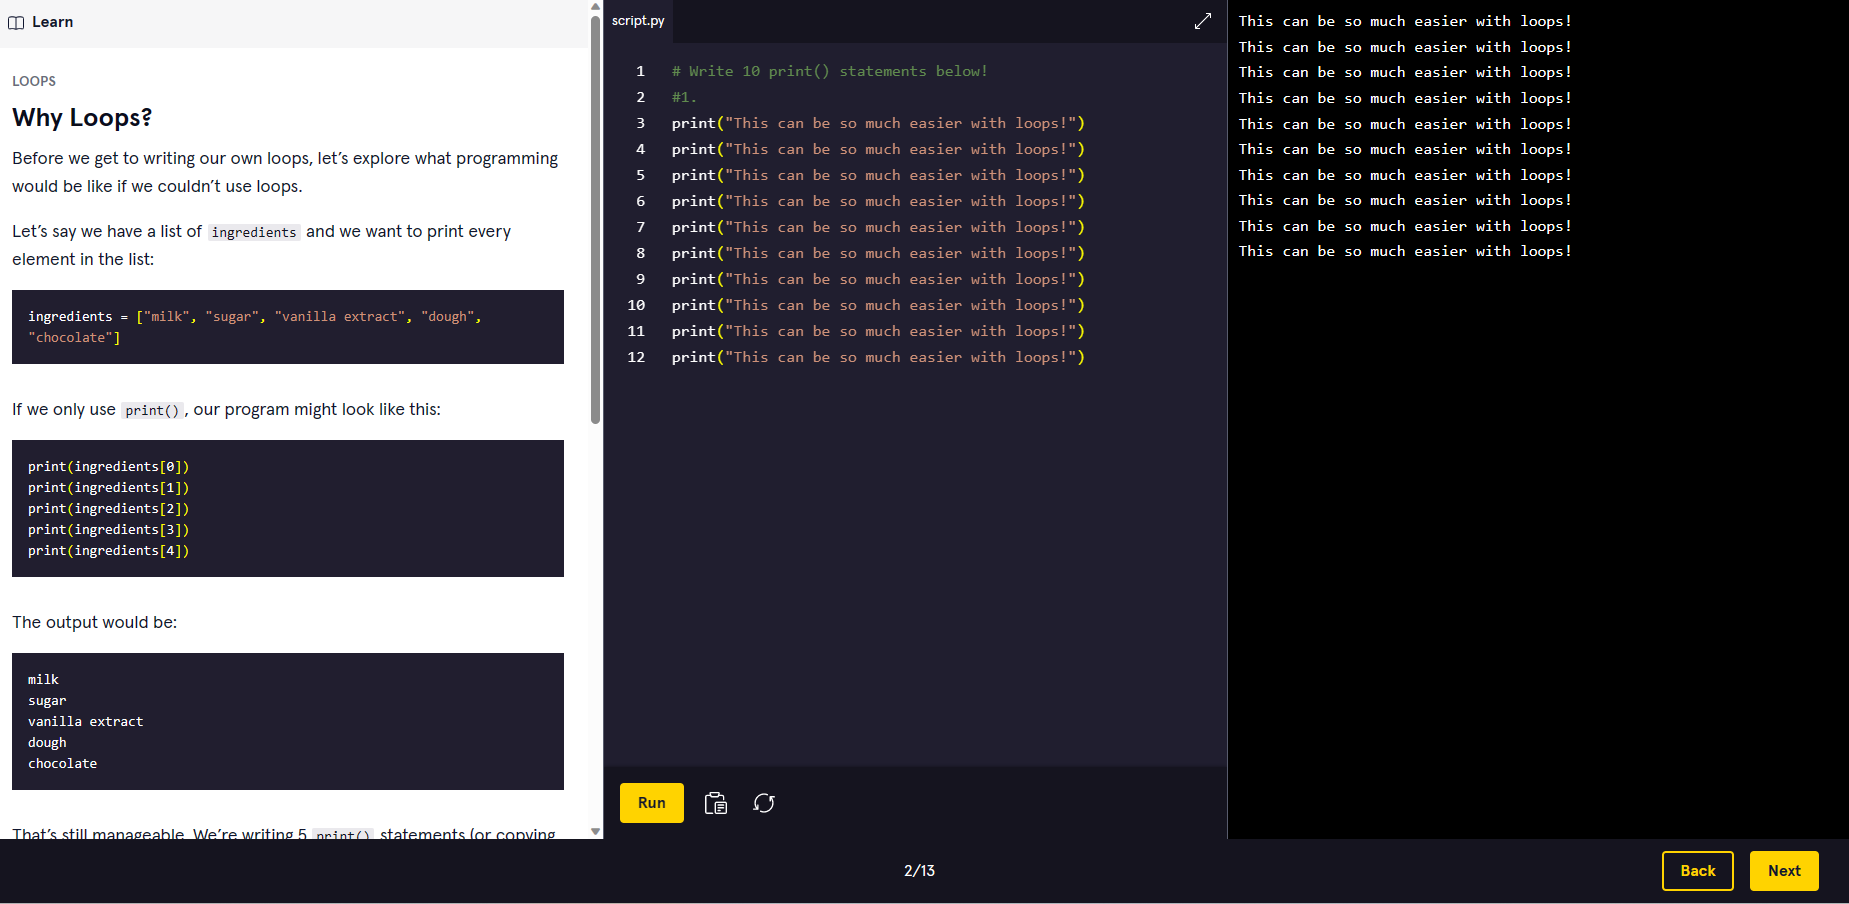 Learn
LOOPS
Why Loops?
Before we get to writing our own loops, let's explore what programming
would be like if we couldn't use loops.
Let's say we have a list of ingredients and we want to print every
element in the list:
ingredients = ["milk", "sugar", "vanilla extract", "dough",
"chocolate"]
If we only use print(), our program might look like this:
print(ingredients[0])
print(ingredients[1])
print(ingredients[2])
print(ingredients[3])
print(ingredients[4])
The output would be:
milk
sugar
vanilla extract
dough
chocolate
That's still manageable. We're writing 5 print() statements (or copying
script.py
1 # Write 10 print() statements below!
2 #1.
3 print("This can be so much easier with loops!")
4 print("This can be so much easier with loops!")
5 print("This can be so much easier with loops!")
6 print("This can be so much easier with loops!")
7 print("This can be so much easier with loops!")
8 print("This can be so much easier with loops!")
9 print("This can be so much easier with loops!")
10 print("This can be so much easier with loops!")
11 print("This can be so much easier with loops!")
12 print("This can be so much easier with loops!")
Run
This can be so much easier with loops!
This can be so much easier with loops!
This can be so much easier with loops!
This can be so much easier with loops!
This can be so much easier with loops!
This can be so much easier with loops!
This can be so much easier with loops!
This can be so much easier with loops!
This can be so much easier with loops!
This can be so much easier with loops!
2/13
Back
Next